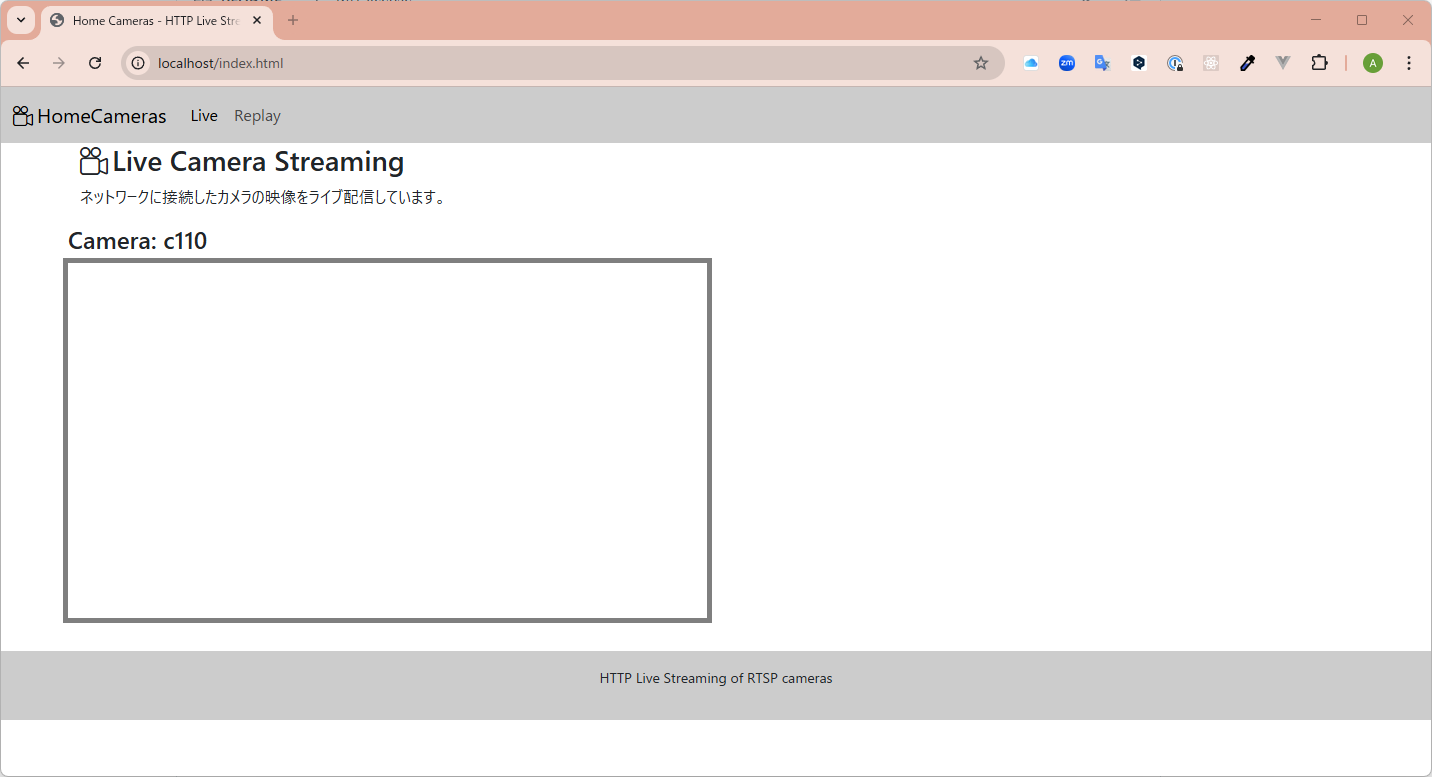 Home Cameras - HTTP Live Stre
localhost/index.html
zm
A
HomeCameras Live Replay
Live Camera Streaming
ネットワークに接続したカメラの映像をライブ配信しています。
Camera: c110
HTTP Live Streaming of RTSP cameras